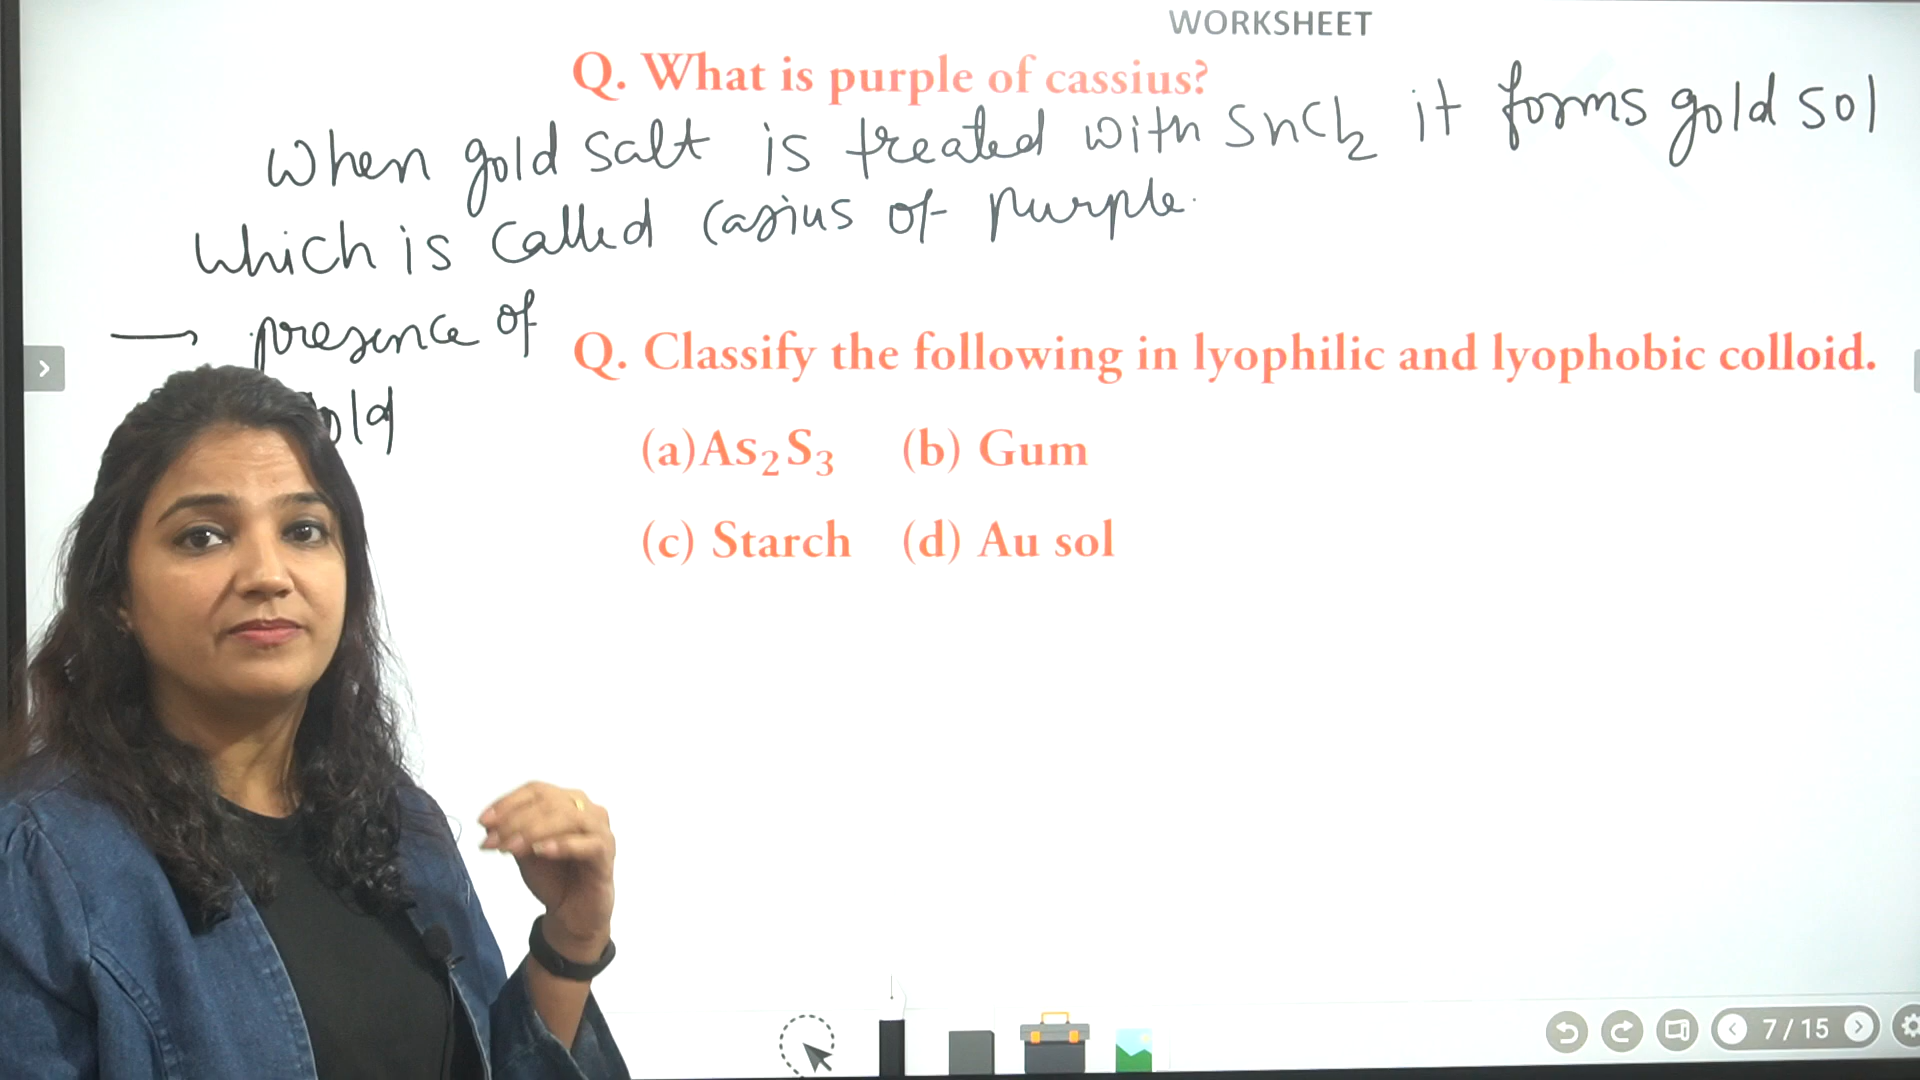 WORKSHEET
Q. What is purple of cassius?
When gold salt is treated with SnCl2 it forms gold sol
which is called Casius of purple.
→ presence of
Q. Classify the following in lyophilic and lyophobic colloid.
(a)As₂S₃ (b) Gum
(c) Starch (d) Au sol
7/15